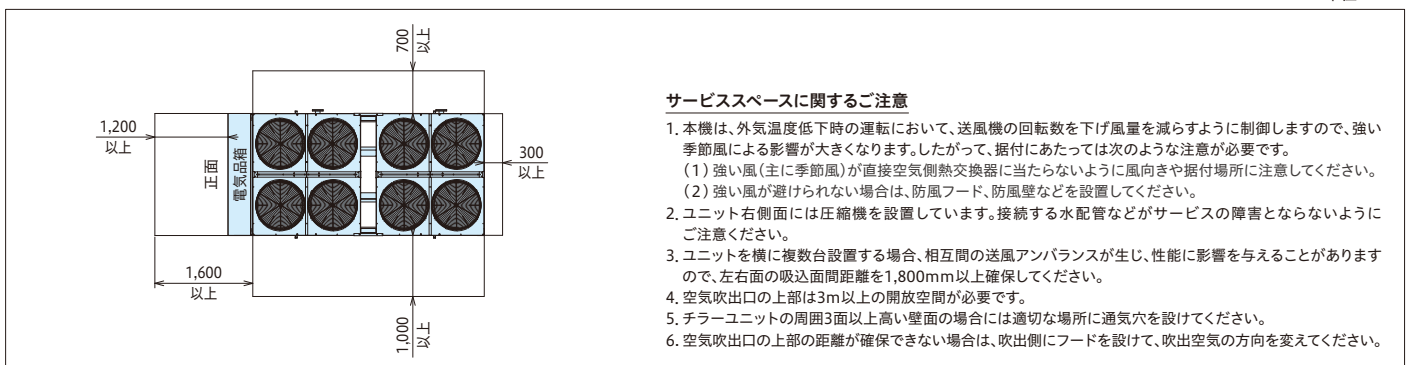 700
以上
1,200
以上
正面
電気品箱
300
以上
1,600
以上
1,000
以上
サービススペースに関するご注意
1. 本機は、外気温度低下時の運転において、送風機の回転数を下げ風量を減らすように制御しますので、強い
季節風による影響が大きくなります。したがって、据付にあたっては次のような注意が必要です。
(1) 強い風(主に季節風)が直接空気側熱交換器に当たらないように風向きや据付場所に注意してください。
(2) 強い風が避けられない場合は、防風フード、防風壁などを設置してください。
2. ユニット右側面には圧縮機を設置しています。接続する水配管などがサービスの障害とならないように
ご注意ください。
3. ユニットを横に複数台設置する場合、相互間の送風アンバランスが生じ、性能に影響を与えることがあります
ので、左右面の吸込面間距離を1,800mm以上確保してください。
4. 空気吹出口の上部は3m以上の開放空間が必要です。
5. チラーユニットの周囲3面以上高い壁面の場合には適切な場所に通気穴を設けてください。
6. 空気吹出口の上部の距離が確保できない場合は、吹出側にフードを設けて、吹出空気の方向を変えてください。